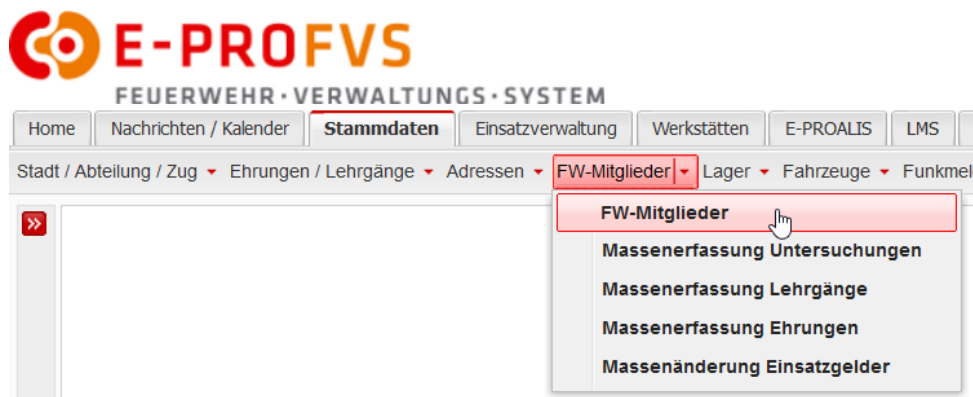 E-PROFVS
FEUERWEHR·VERWALTUNGS·SYSTEM
Home Nachrichten / Kalender Stammdaten Einsatzverwaltung Werkstätten E-PROALIS LMS
Stadt / Abteilung / Zug Ehrungen / Lehrgänge Adressen FW-Mitglieder Lager Fahrzeuge Funkmel
FW-Mitglieder
Massenerfassung Untersuchungen
Massenerfassung Lehrgänge
Massenerfassung Ehrungen
Massenänderung Einsatzgelder